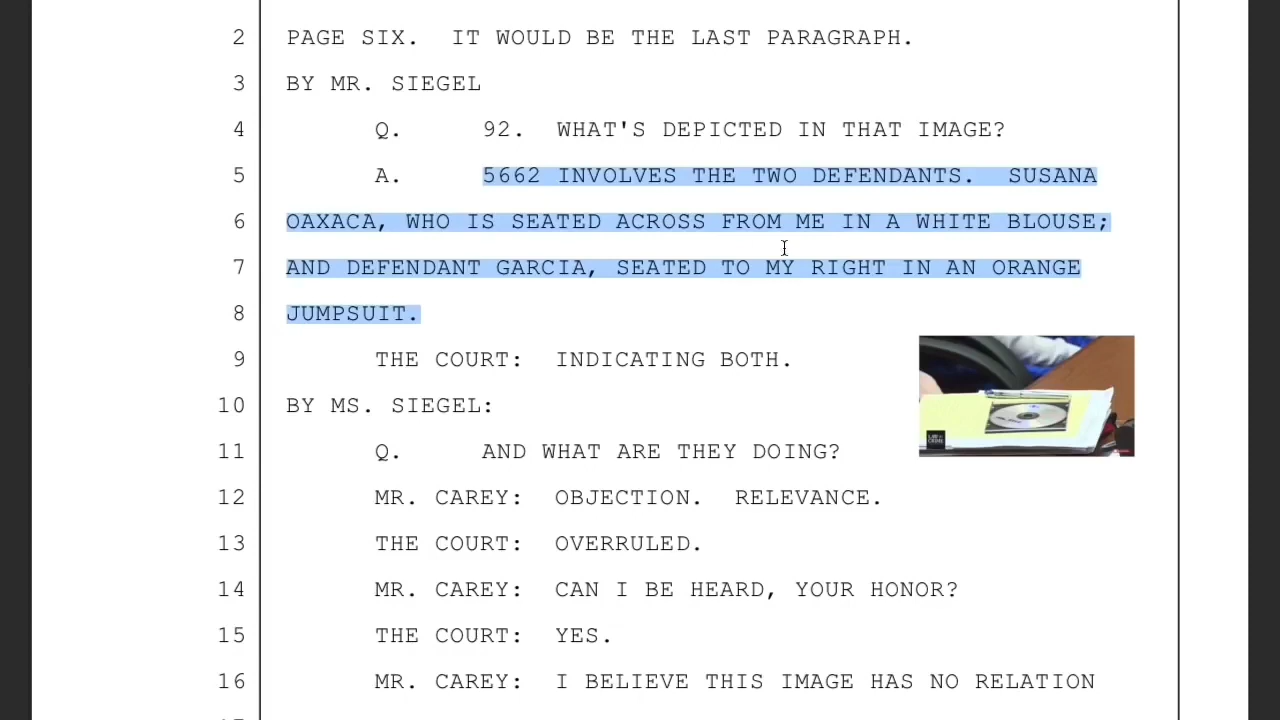 2 PAGE SIX. IT WOULD BE THE LAST PARAGRAPH.
3 BY MR. SIEGEL
4 Q. 92. WHAT'S DEPICTED IN THAT IMAGE?
5 A. 5662 INVOLVES THE TWO DEFENDANTS. SUSANA
6 OAXACA, WHO IS SEATED ACROSS FROM ME IN A WHITE BLOUSE;
7 AND DEFENDANT GARCIA, SEATED TO MY RIGHT IN AN ORANGE
8 JUMPSUIT.
9 THE COURT: INDICATING BOTH.
10 BY MS. SIEGEL:
11 Q. AND WHAT ARE THEY DOING?
12 MR. CAREY: OBJECTION. RELEVANCE.
13 THE COURT: OVERRULED.
14 MR. CAREY: CAN I BE HEARD, YOUR HONOR?
15 THE COURT: YES.
16 MR. CAREY: I BELIEVE THIS IMAGE HAS NO RELATION